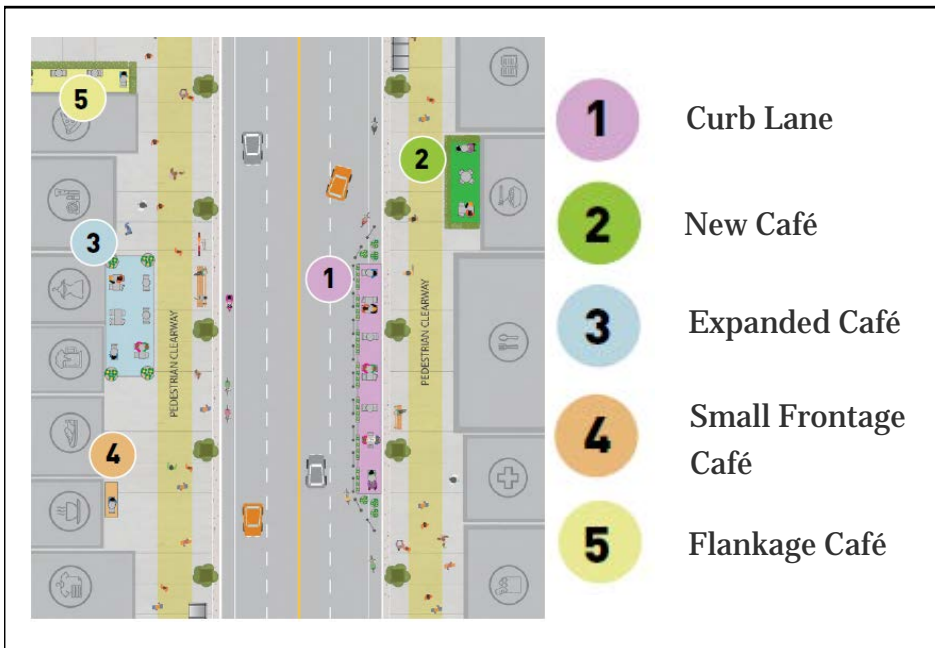 5
2
3
1
4
PEDESTRIAN CLEARWAY
PEDESTRIAN CLEARWAY
1 Curb Lane
2 New Café
3 Expanded Café
4 Small Frontage
Café
5 Flankage Café